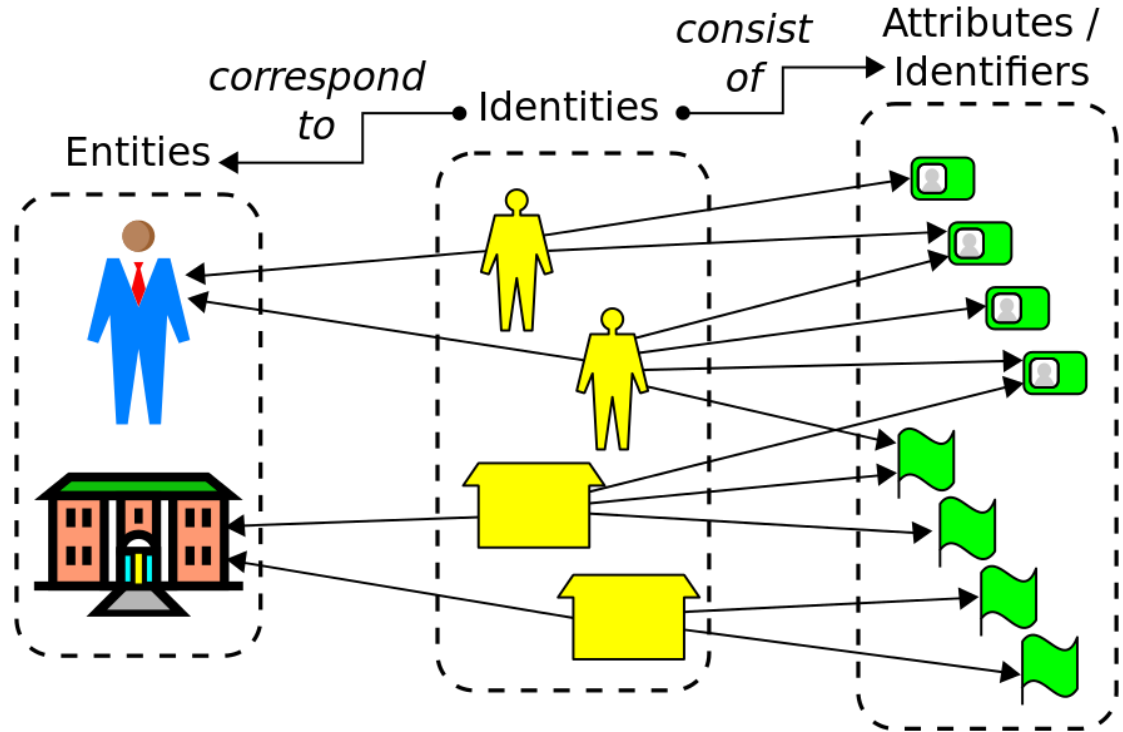 Entities
correspond
to
Identities
consist
of
Attributes /
Identifiers